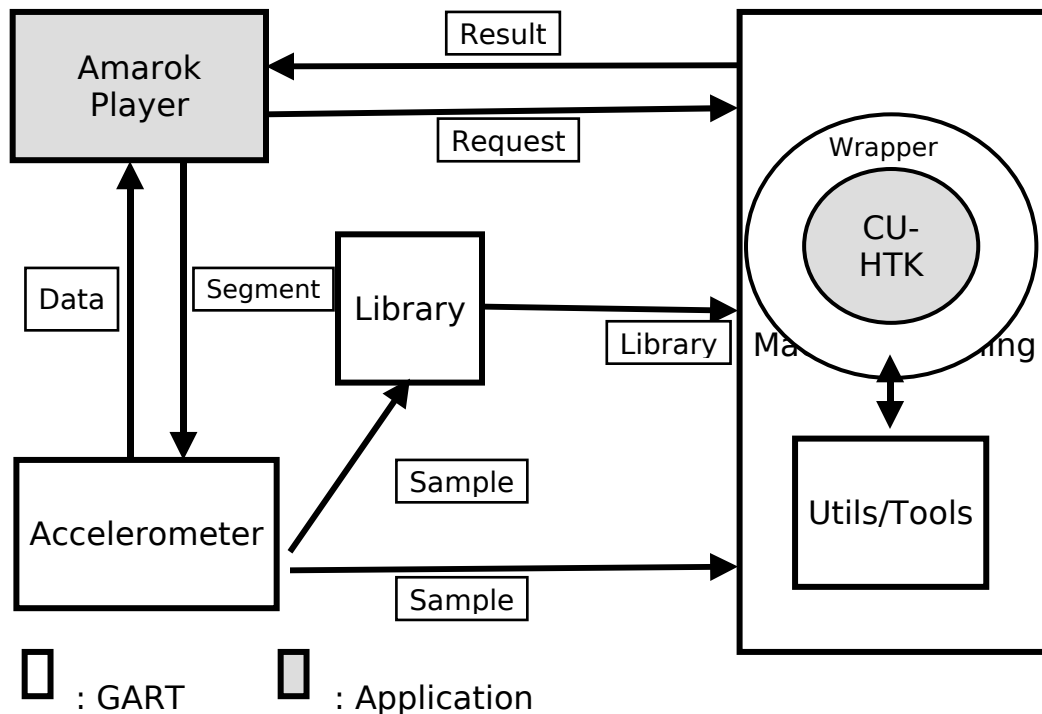 Result
Amarok
Player
Request
Wrapper
CU-
HTK
Data
Segment
Library
Library
Sample
Utils/Tools
Accelerometer
Sample
: GART
: Application